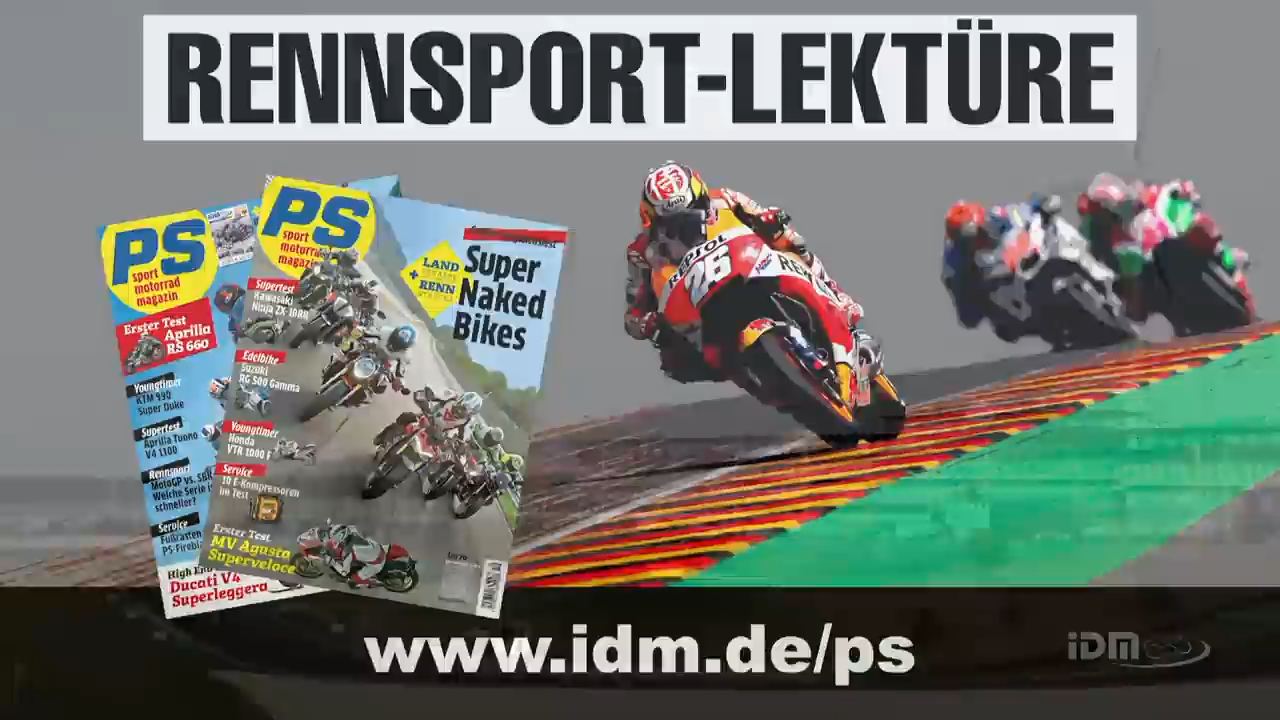 RENNSPORT-LEKTÜRE
PS
sport
motorrad
magazin
Erster Test
Aprilia
RS 660
Youngtimer
KTM 990
Super Duke
Supertest
Aprilia Tuono
V4 1100
Rennsport
MotoGP vs. SBK
Welche Serie
schneller?
Service
Fußrasten
High
Ducati V4
Superleggera
PS
sport
motorrad
magazin
Supertest
Kawasaki
Ninja ZX-10RR
Edelbike
Suzuki
RG 500 Gamma
Youngtimer
Honda
VTR 1000 F
Service
10 E-Kompressoren
im Test
Erster Test
MV Agusta
Superveloce
LAND
+
RENN
Super
Naked
Bikes
REPSOL
26
www.idm.de/ps
iDM